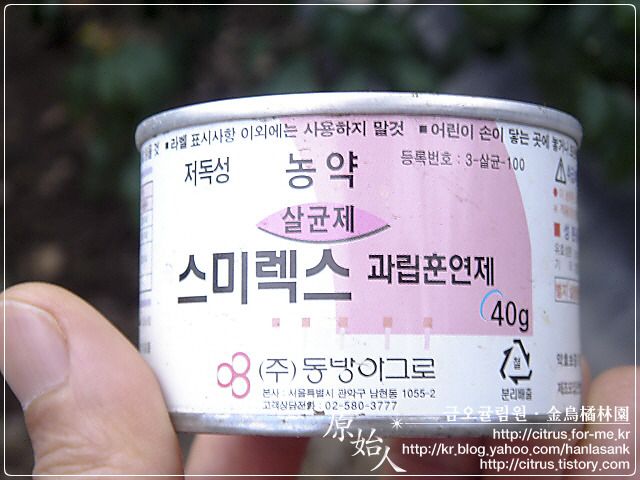 ■ 라벨 표시사항 이외에는 사용하지 말것 ■ 어린이 손이 닿는 곳에
저독성 농약 등록번호 : 3-살균-100
살균제
스미렉스 과립훈연제
40g
(주) 동방아그로
본사 : 서울특별시 관악구 남현동 1055-2
고객상담전화 : 02-580-3777
철
분리배출
原始人
금오귤림원 · 金鳥橘林園
http://citrus_for-me.kr
http://kr.blog.yahoo.com/hanlasank
http://citrus.tistory.com